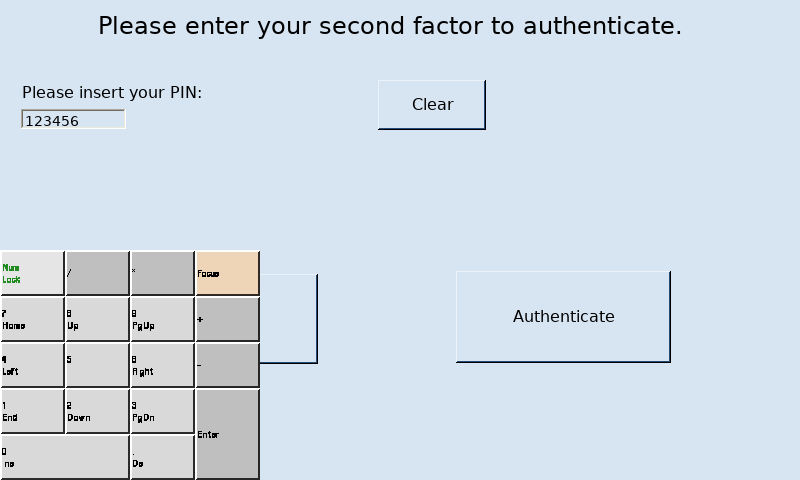 Please enter your second factor to authenticate.
Please insert your PIN:
Clear
123456
Num Lock
/
*
Focus
7 Home
8 Up
9 PgUp
+
4 Left
5
6 Right
-
1 End
2 Down
3 PgDn
Enter
0 Ins
. De
Authenticate